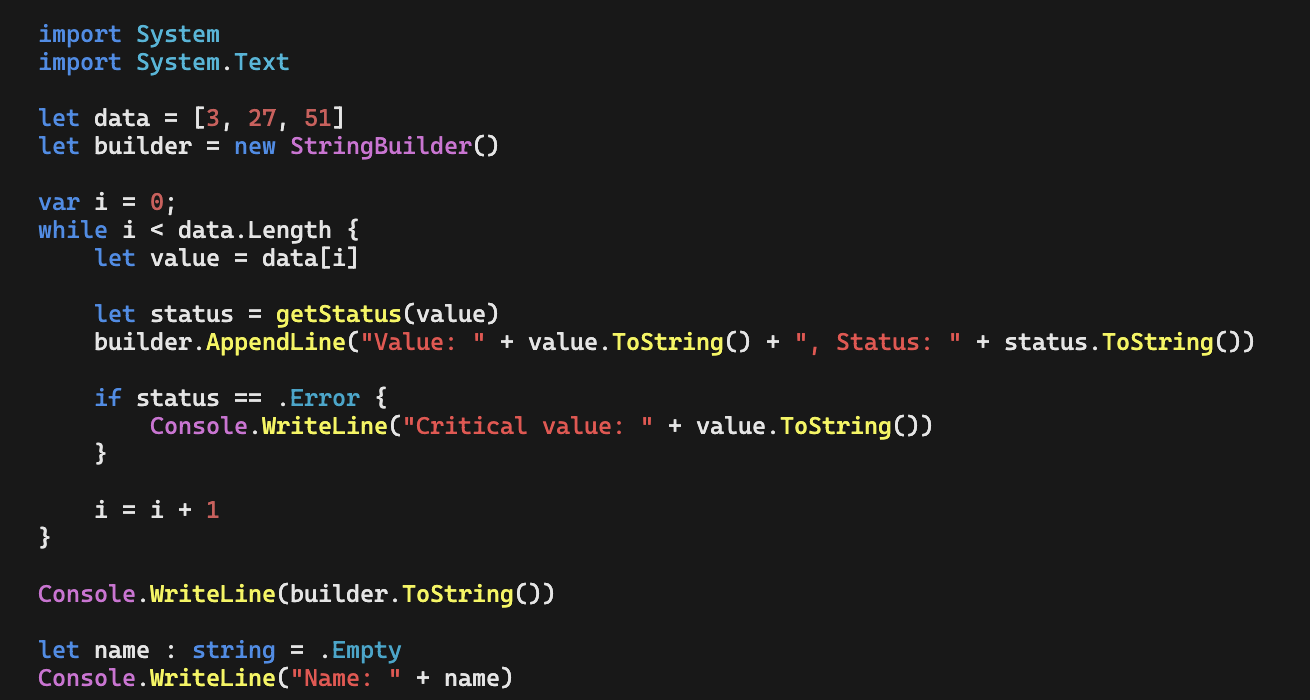 import System
import System.Text

let data = [3, 27, 51]
let builder = new StringBuilder()

var i = 0;
while i < data.Length {
    let value = data[i]

    let status = getStatus(value)
    builder.AppendLine("Value: " + value.ToString() + ", Status: " + status.ToString())

    if status == .Error {
        Console.WriteLine("Critical value: " + value.ToString())
    }

    i = i + 1
}

Console.WriteLine(builder.ToString())

let name : string = .Empty
Console.WriteLine("Name: " + name)